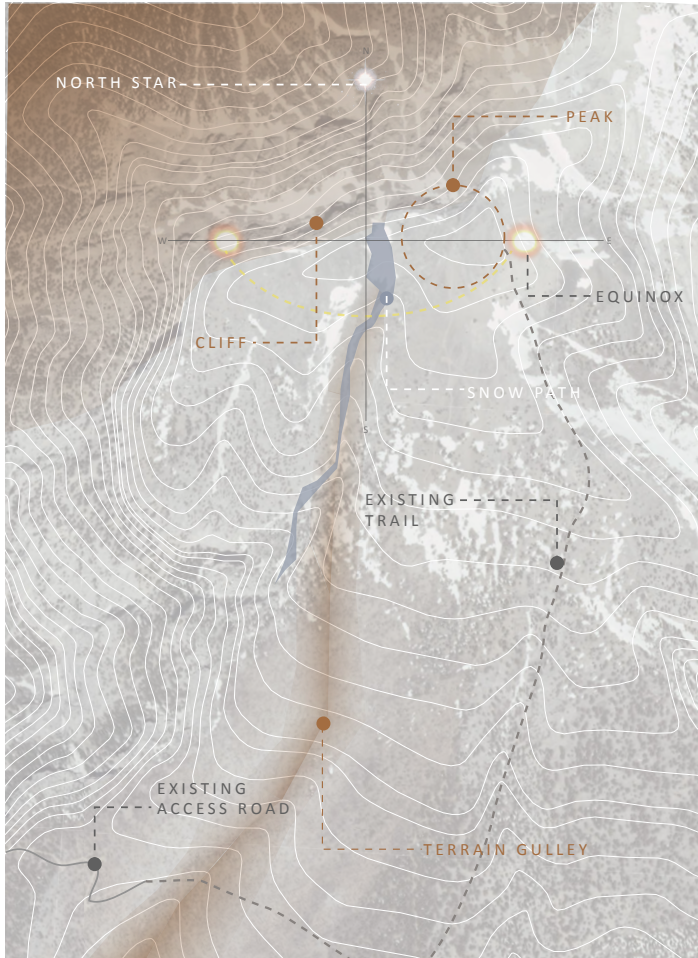 N
NORTH STAR
PEAK
W
E
EQUINOX
CLIFF
SNOW PATH
S
EXISTING
TRAIL
EXISTING
ACCESS ROAD
TERRAIN GULLEY